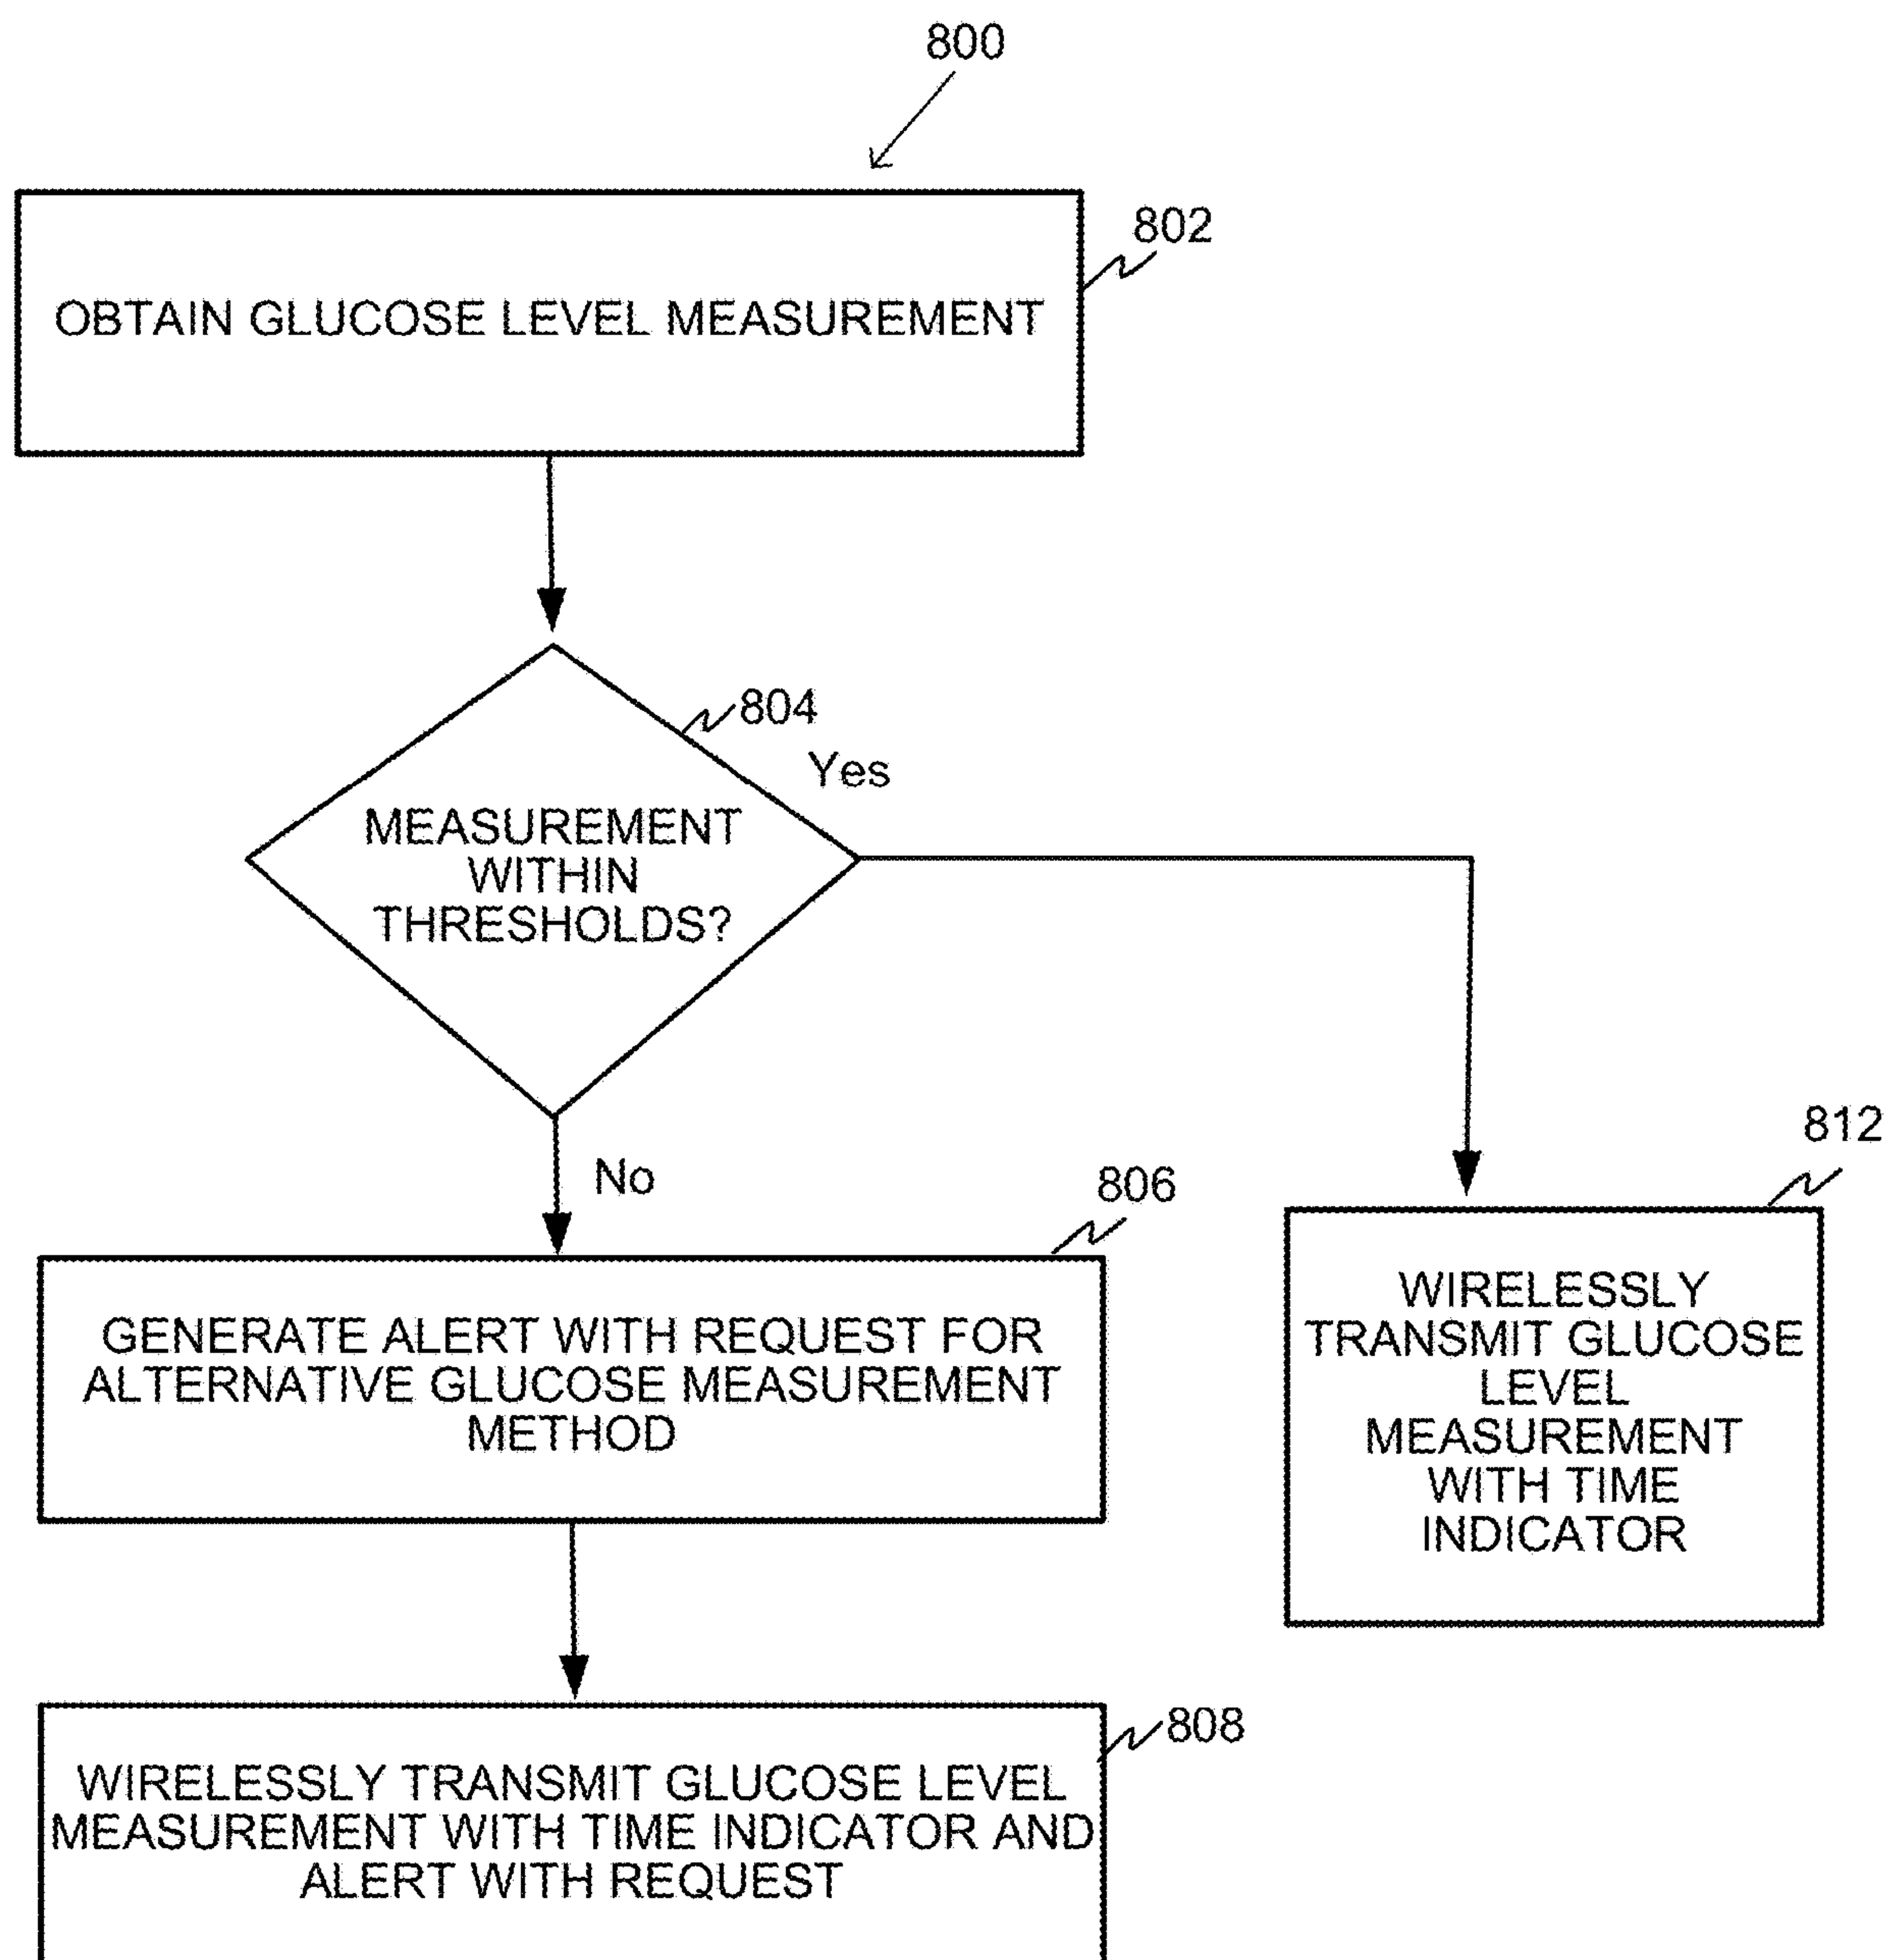 800
802
OBTAIN GLUCOSE LEVEL MEASUREMENT
804
Yes
MEASUREMENT
WITHIN
THRESHOLDS?
No
806
812
GENERATE ALERT WITH REQUEST FOR
ALTERNATIVE GLUCOSE MEASUREMENT
METHOD
WIRELESSLY
TRANSMIT GLUCOSE
LEVEL
MEASUREMENT
WITH TIME
INDICATOR
808
WIRELESSLY TRANSMIT GLUCOSE LEVEL
MEASUREMENT WITH TIME INDICATOR AND
ALERT WITH REQUEST